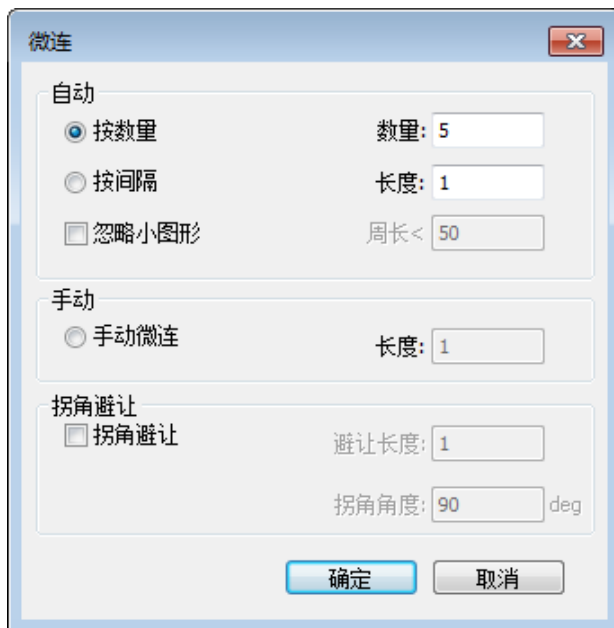 微连
自动
按数量 数量: 5
按间隔 长度: 1
忽略小图形 周长< 50
手动
手动微连 长度: 1
拐角避让
拐角避让 避让长度: 1
拐角角度: 90 deg
确定 取消